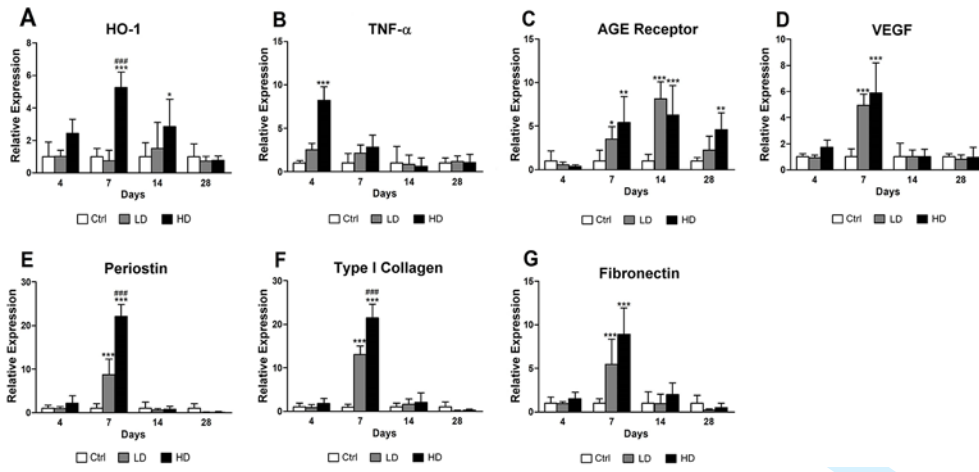 A
HO-1
Relative Expression
8
6
4
2
0
###
***
*
4 7 14 28
Days
Ctrl LD HD
B
TNF-α
Relative Expression
15
10
5
0
***
4 7 14 28
Days
Ctrl LD HD
C
AGE Receptor
Relative Expression
15
10
5
0
* ** *** *** **
4 7 14 28
Days
Ctrl LD HD
D
VEGF
Relative Expression
10
8
6
4
2
0
*** ***
4 7 14 28
Days
Ctrl LD HD
E
Periostin
Relative Expression
30
20
10
0
###
***
***
4 7 14 28
Days
Ctrl LD HD
F
Type I Collagen
Relative Expression
30
20
10
0
###
***
***
4 7 14 28
Days
Ctrl LD HD
G
Fibronectin
Relative Expression
15
10
5
0
***
***
4 7 14 28
Days
Ctrl LD HD